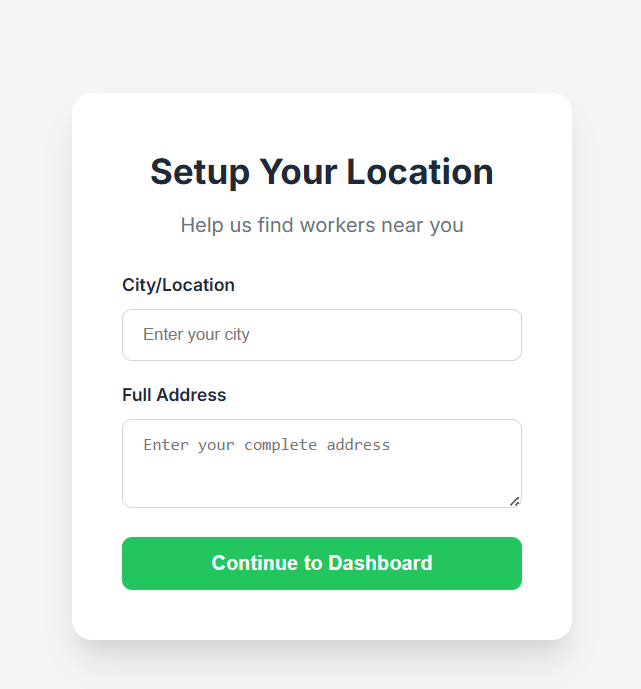 Setup Your Location
Help us find workers near you
City/Location
Enter your city
Full Address
Enter your complete address
Continue to Dashboard